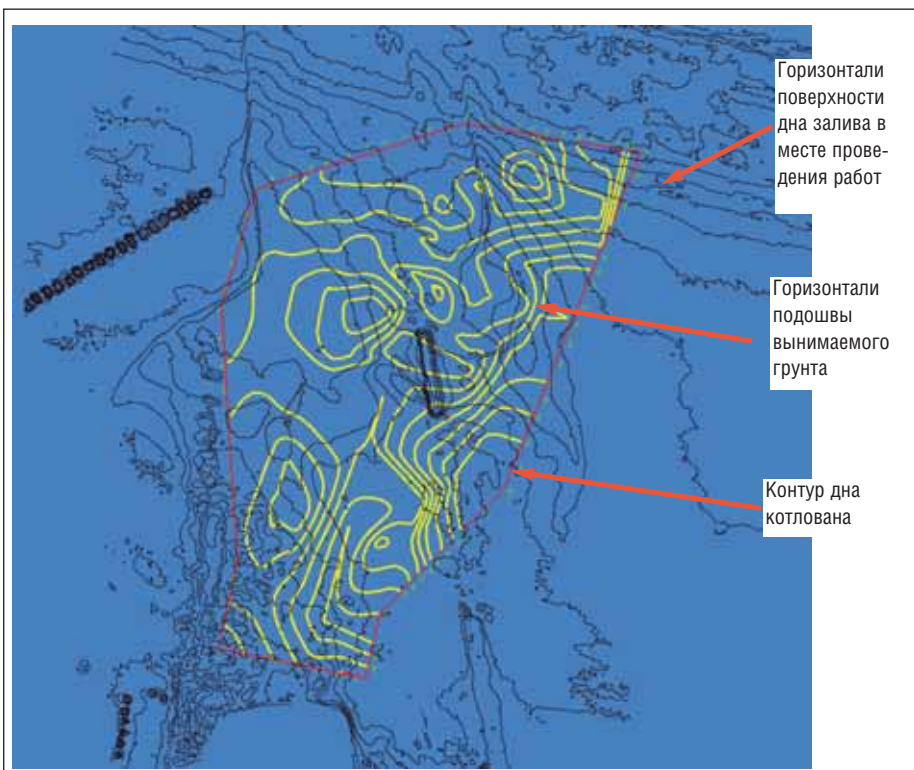 Горизонтали
поверхности
дна залива в
месте прове-
дения работ
Горизонтали
подошвы
вынимаемого
грунта
Контур дна
котлована